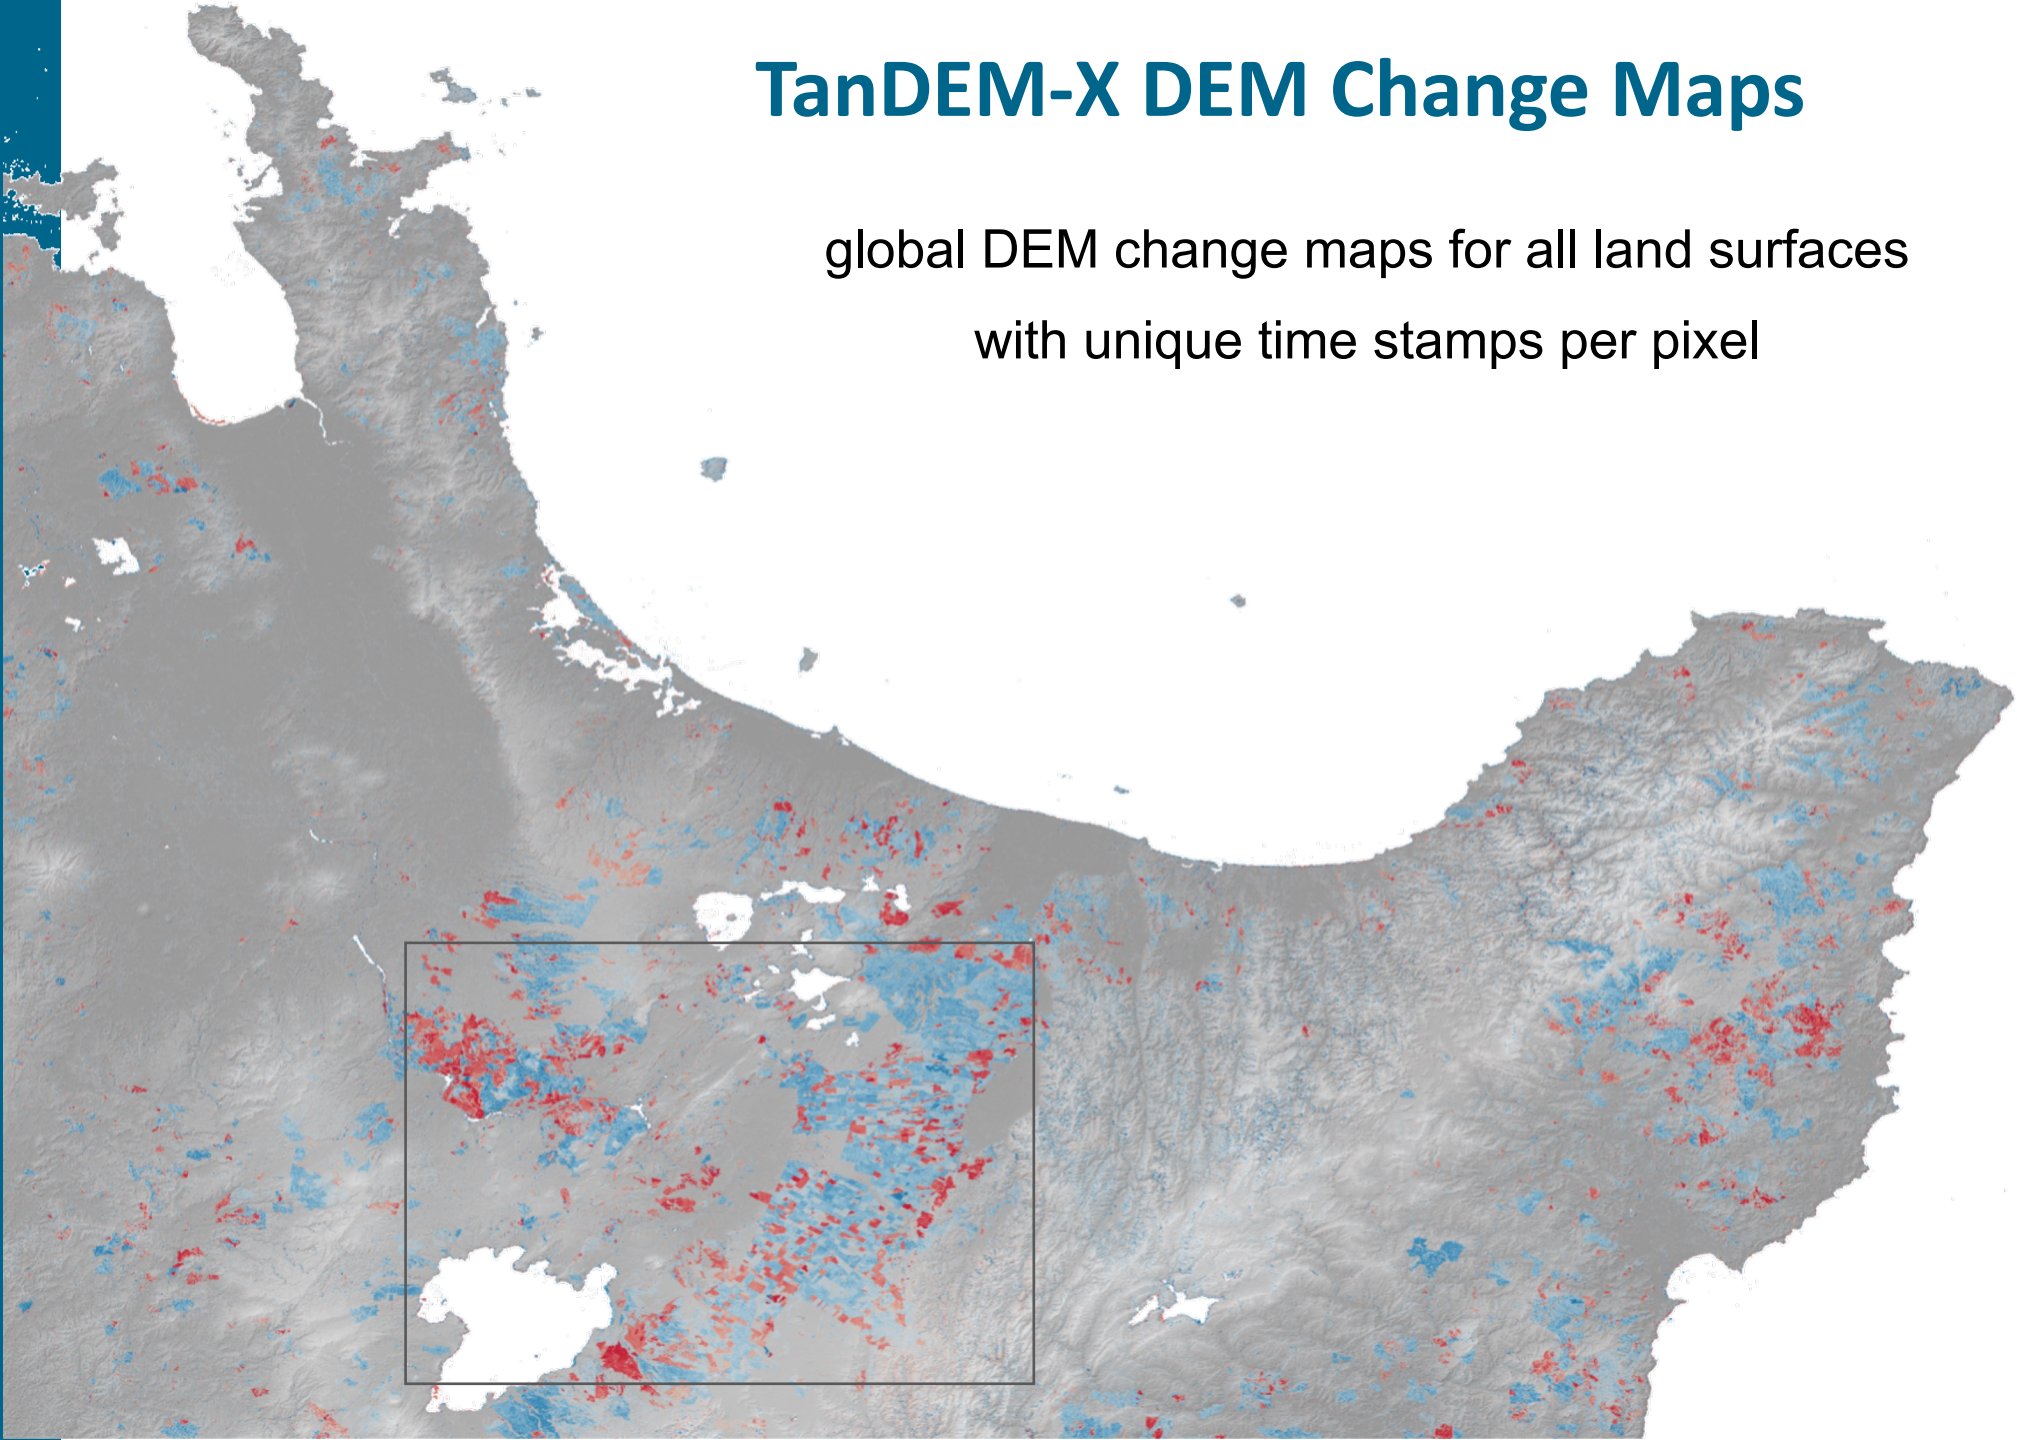 TanDEM-X DEM Change Maps
global DEM change maps for all land surfaces
with unique time stamps per pixel